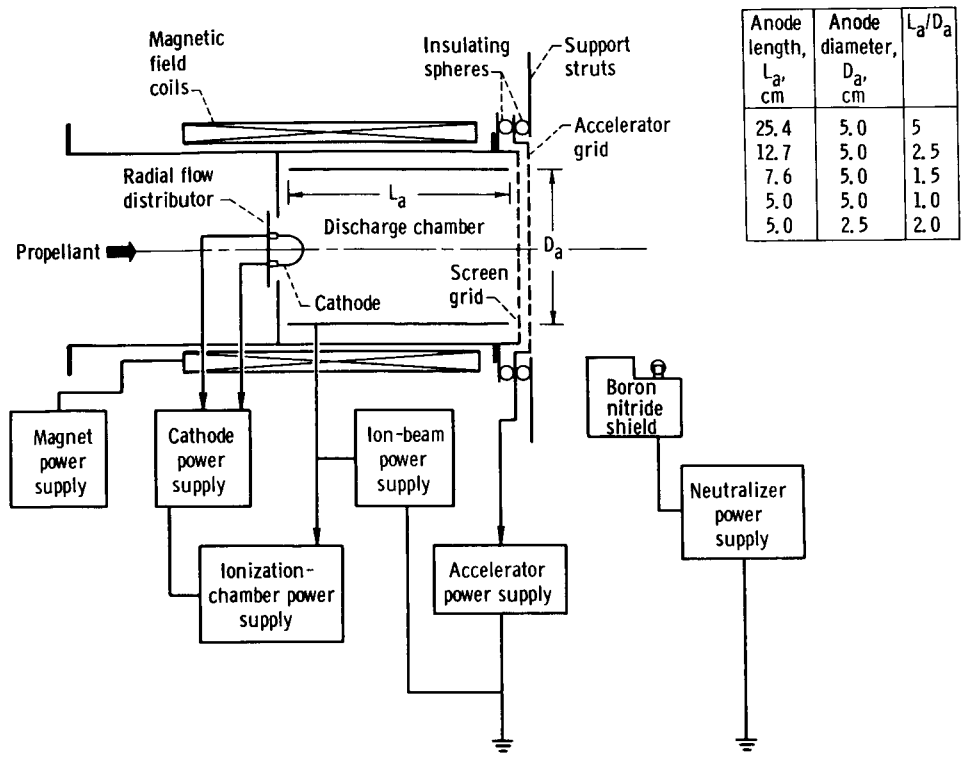 Magnetic
field
coils
Insulating
spheres
Support
struts
Accelerator
grid
Radial flow
distributor
La
Discharge chamber
Propellant
Da
Screen
grid
Cathode
Magnet
power
supply
Cathode
power
supply
Ion-beam
power
supply
Boron
nitride
shield
Neutralizer
power
supply
Ionization-
chamber power
supply
Accelerator
power supply
Anode length, La, cm | Anode diameter, Da, cm | La/Da
25.4 5.0 5
12.7 5.0 2.5
7.6 5.0 1.5
5.0 5.0 1.0
5.0 2.5 2.0